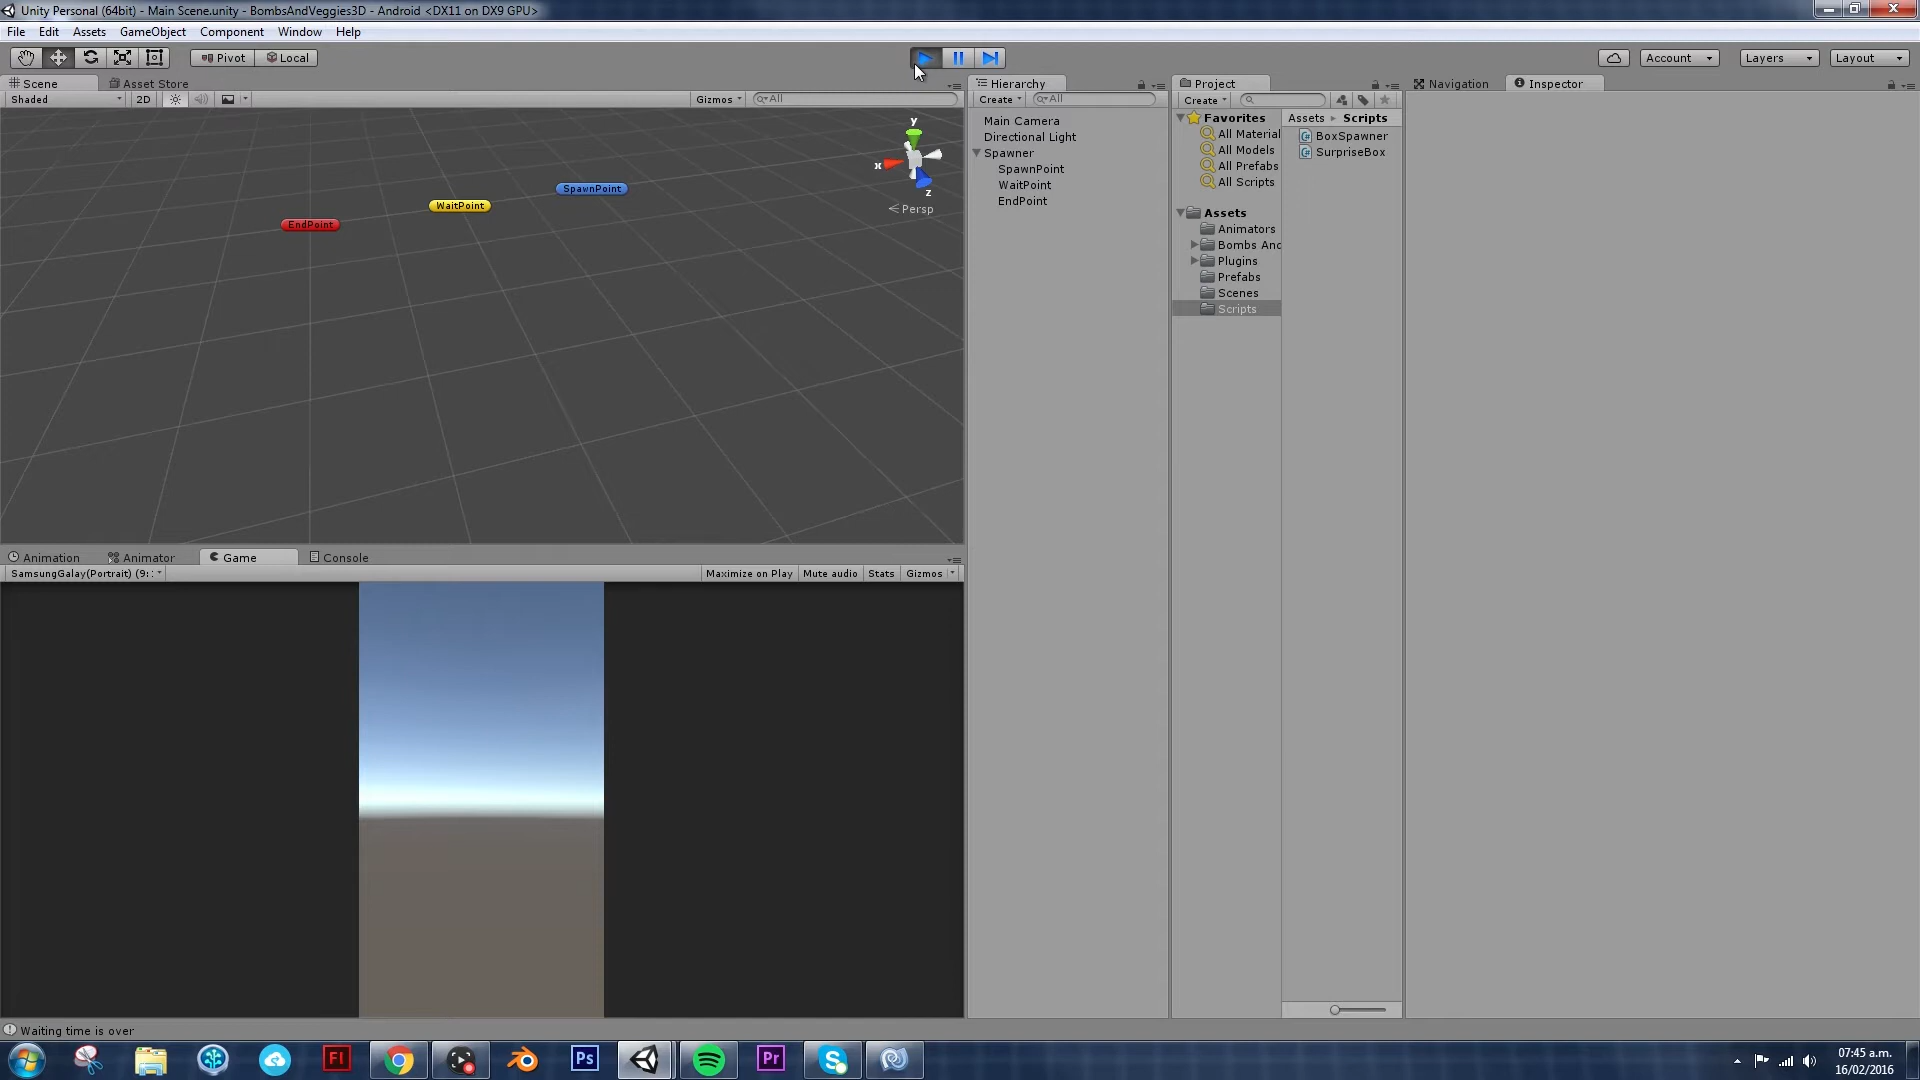 Unity Personal (64bit) - Main Scene.unity - BombsAndVeggies3D - Android <DX11 on DX9 GPU>
File Edit Assets GameObject Component Window Help
Pivot Local Account Layers Layout
Scene Asset Store Hierarchy Project Navigation Inspector
Shaded 2D Gizmos All Create All Create
Main Camera
Directional Light
Spawner
SpawnPoint
WaitPoint
EndPoint
Favorites
All Material
All Models
All Prefabs
All Scripts
Assets
Animators
Bombs And
Plugins
Prefabs
Scenes
Scripts
Assets Scripts
BoxSpawner
SurpriseBox
y
x
z
Persp
SpawnPoint
WaitPoint
EndPoint
Animation Animator Game Console
SamsungGalay(Portrait) (9: Maximize on Play Mute audio Stats Gizmos
Waiting time is over
Fl Ps Pr
07:45 a.m.
16/02/2016